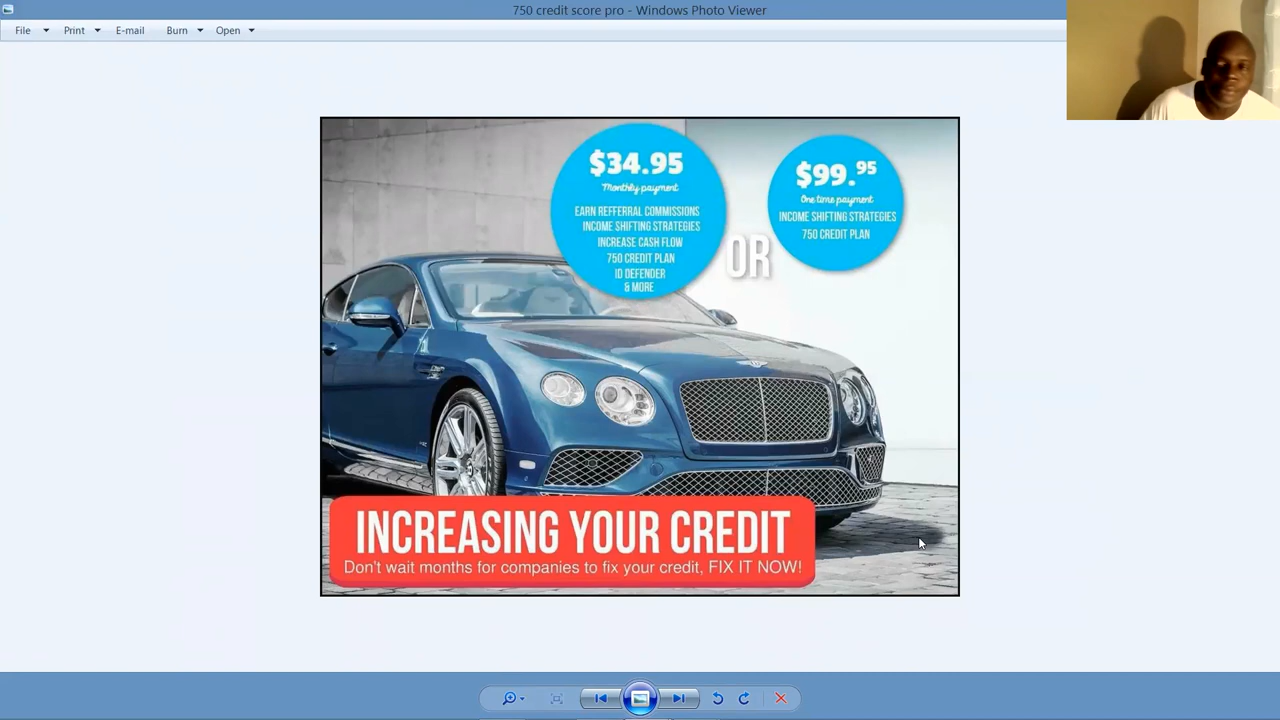 750 credit score pro - Windows Photo Viewer
File Print E-mail Burn Open
$34.95
Monthly payment
EARN REFFERRAL COMMISSIONS
INCOME SHIFTING STRATEGIES
INCREASE CASH FLOW
750 CREDIT PLAN
ID DEFENDER
& MORE
OR
$99.95
One time payment
INCOME SHIFTING STRATEGIES
750 CREDIT PLAN
INCREASING YOUR CREDIT
Don't wait months for companies to fix your credit, FIX IT NOW!